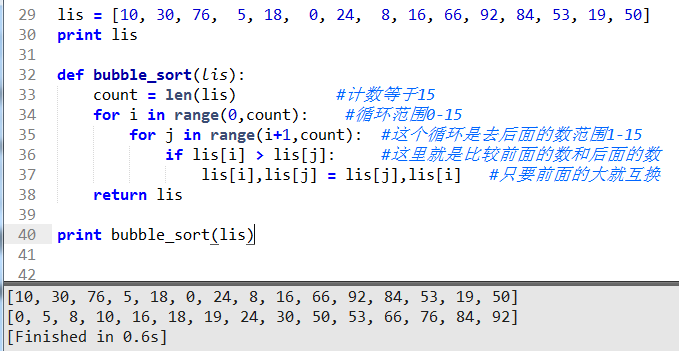 29 lis = [10, 30, 76,  5, 18,  0, 24,  8, 16, 66, 92, 84, 53, 19, 50]
30 print lis
31
32 def bubble_sort(lis):
33     count = len(lis)           #计数等于15
34     for i in range(0,count):    #循环范围0-15
35         for j in range(i+1,count):  #这个循环是去后面的数范围1-15
36             if lis[i] > lis[j]:     #这里就是比较前面的数和后面的数
37                 lis[i],lis[j] = lis[j],lis[i]   #只要前面的大就互换
38     return lis
39
40 print bubble_sort(lis)
41
42
[10, 30, 76, 5, 18, 0, 24, 8, 16, 66, 92, 84, 53, 19, 50]
[0, 5, 8, 10, 16, 18, 19, 24, 30, 50, 53, 66, 76, 84, 92]
[Finished in 0.6s]